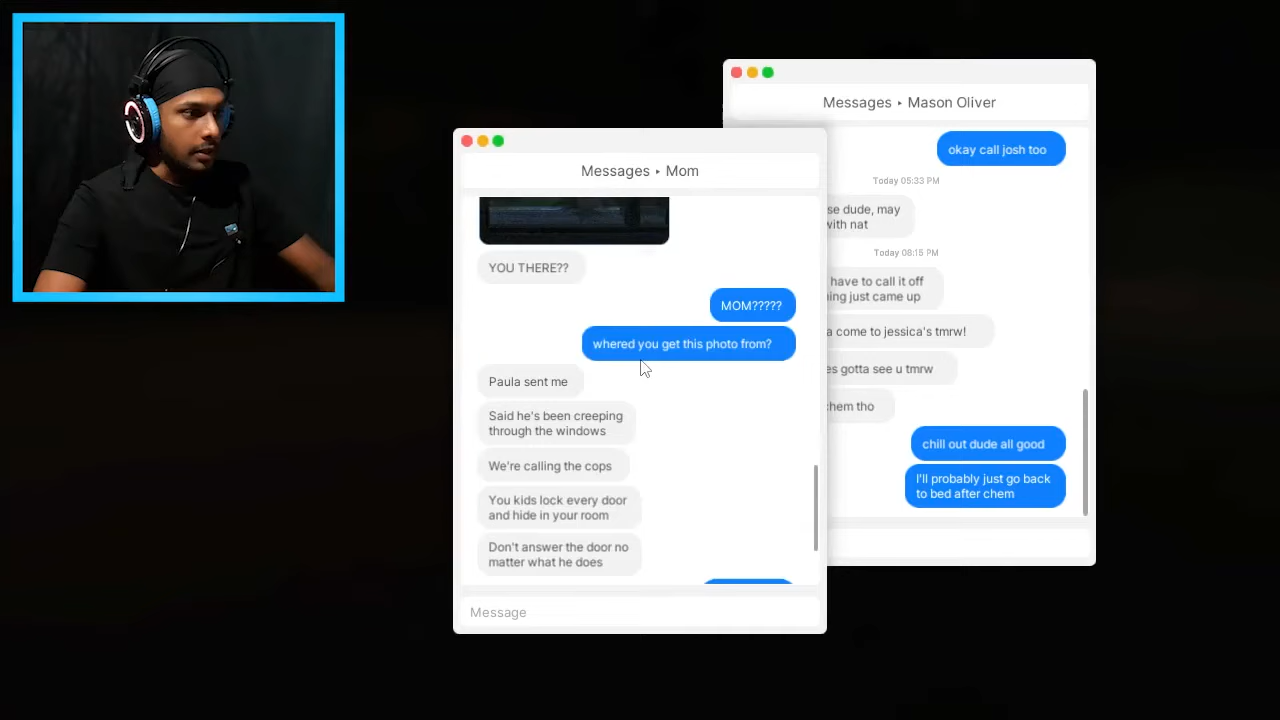 Messages ▸ Mason Oliver
okay call josh too
Today 05:33 PM
se dude, may
with nat
Today 08:15 PM
have to call it off
ing just came up
a come to jessica's tmrw!
es gotta see u tmrw
chem tho
chill out dude all good
I'll probably just go back
to bed after chem
Messages ▸ Mom
YOU THERE??
MOM?????
whered you get this photo from?
Paula sent me
Said he's been creeping
through the windows
We're calling the cops
You kids lock every door
and hide in your room
Don't answer the door no
matter what he does
Message